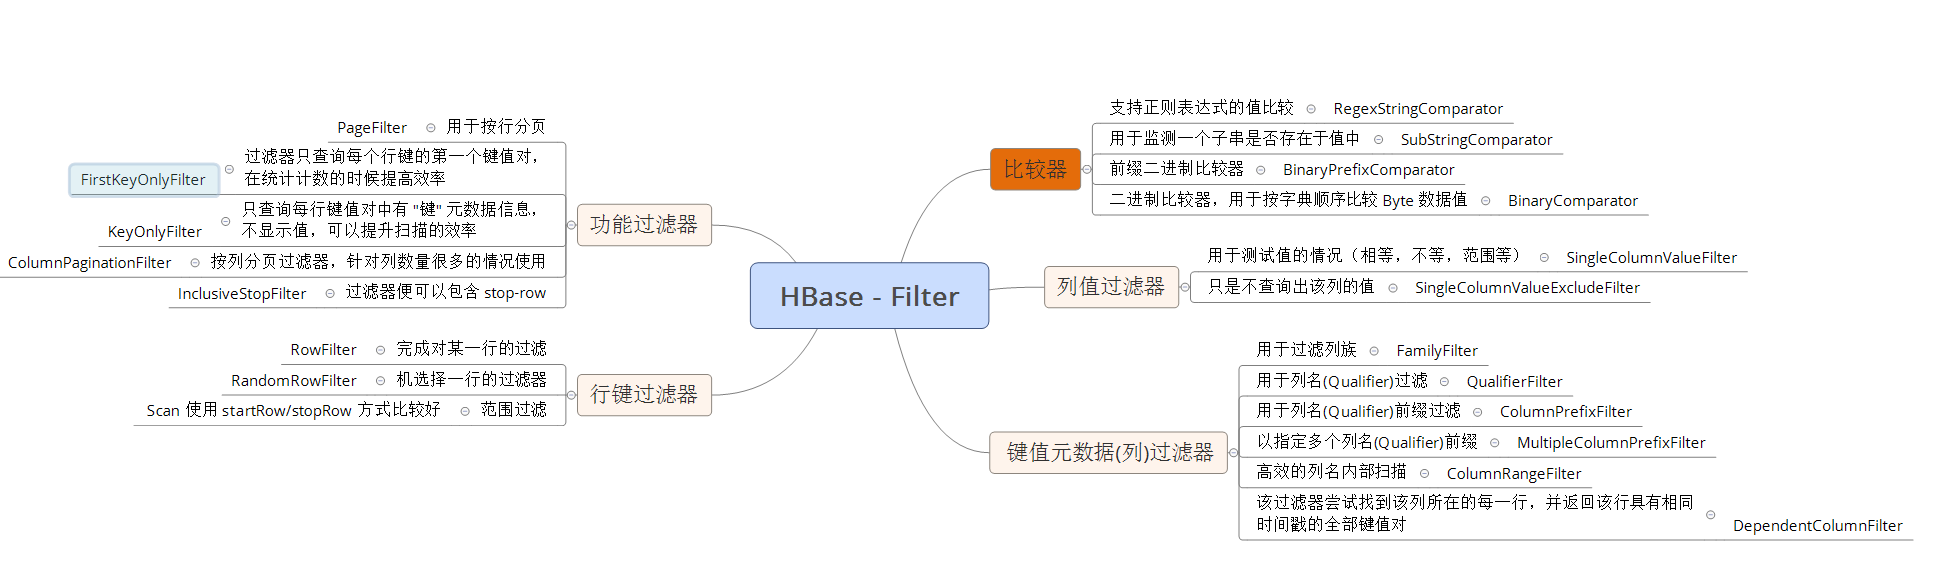 HBase - Filter
比较器
支持正则表达式的值比较 RegexStringComparator
用于监测一个子串是否存在于值中 SubStringComparator
前缀二进制比较器 BinaryPrefixComparator
二进制比较器，用于按字典顺序比较 Byte 数据值 BinaryComparator
列值过滤器
用于测试值的情况（相等，不等，范围等） SingleColumnValueFilter
只是不查询出该列的值 SingleColumnValueExcludeFilter
键值元数据(列)过滤器
用于过滤列族 FamilyFilter
用于列名(Qualifier)过滤 QualifierFilter
用于列名(Qualifier)前缀过滤 ColumnPrefixFilter
以指定多个列名(Qualifier)前缀 MultipleColumnPrefixFilter
高效的列名内部扫描 ColumnRangeFilter
该过滤器尝试找到该列所在的每一行，并返回该行具有相同
时间戳的全部键值对
DependentColumnFilter
功能过滤器
PageFilter 用于按行分页
过滤器只查询每个行键的第一个键值对，
在统计计数的时候提高效率
FirstKeyOnlyFilter
只查询每行键值对中有 "键" 元数据信息，
不显示值，可以提升扫描的效率
KeyOnlyFilter
ColumnPaginationFilter 按列分页过滤器，针对列数量很多的情况使用
InclusiveStopFilter 过滤器便可以包含 stop-row
行键过滤器
RowFilter 完成对某一行的过滤
RandomRowFilter 机选择一行的过滤器
Scan 使用 startRow/stopRow 方式比较好 范围过滤